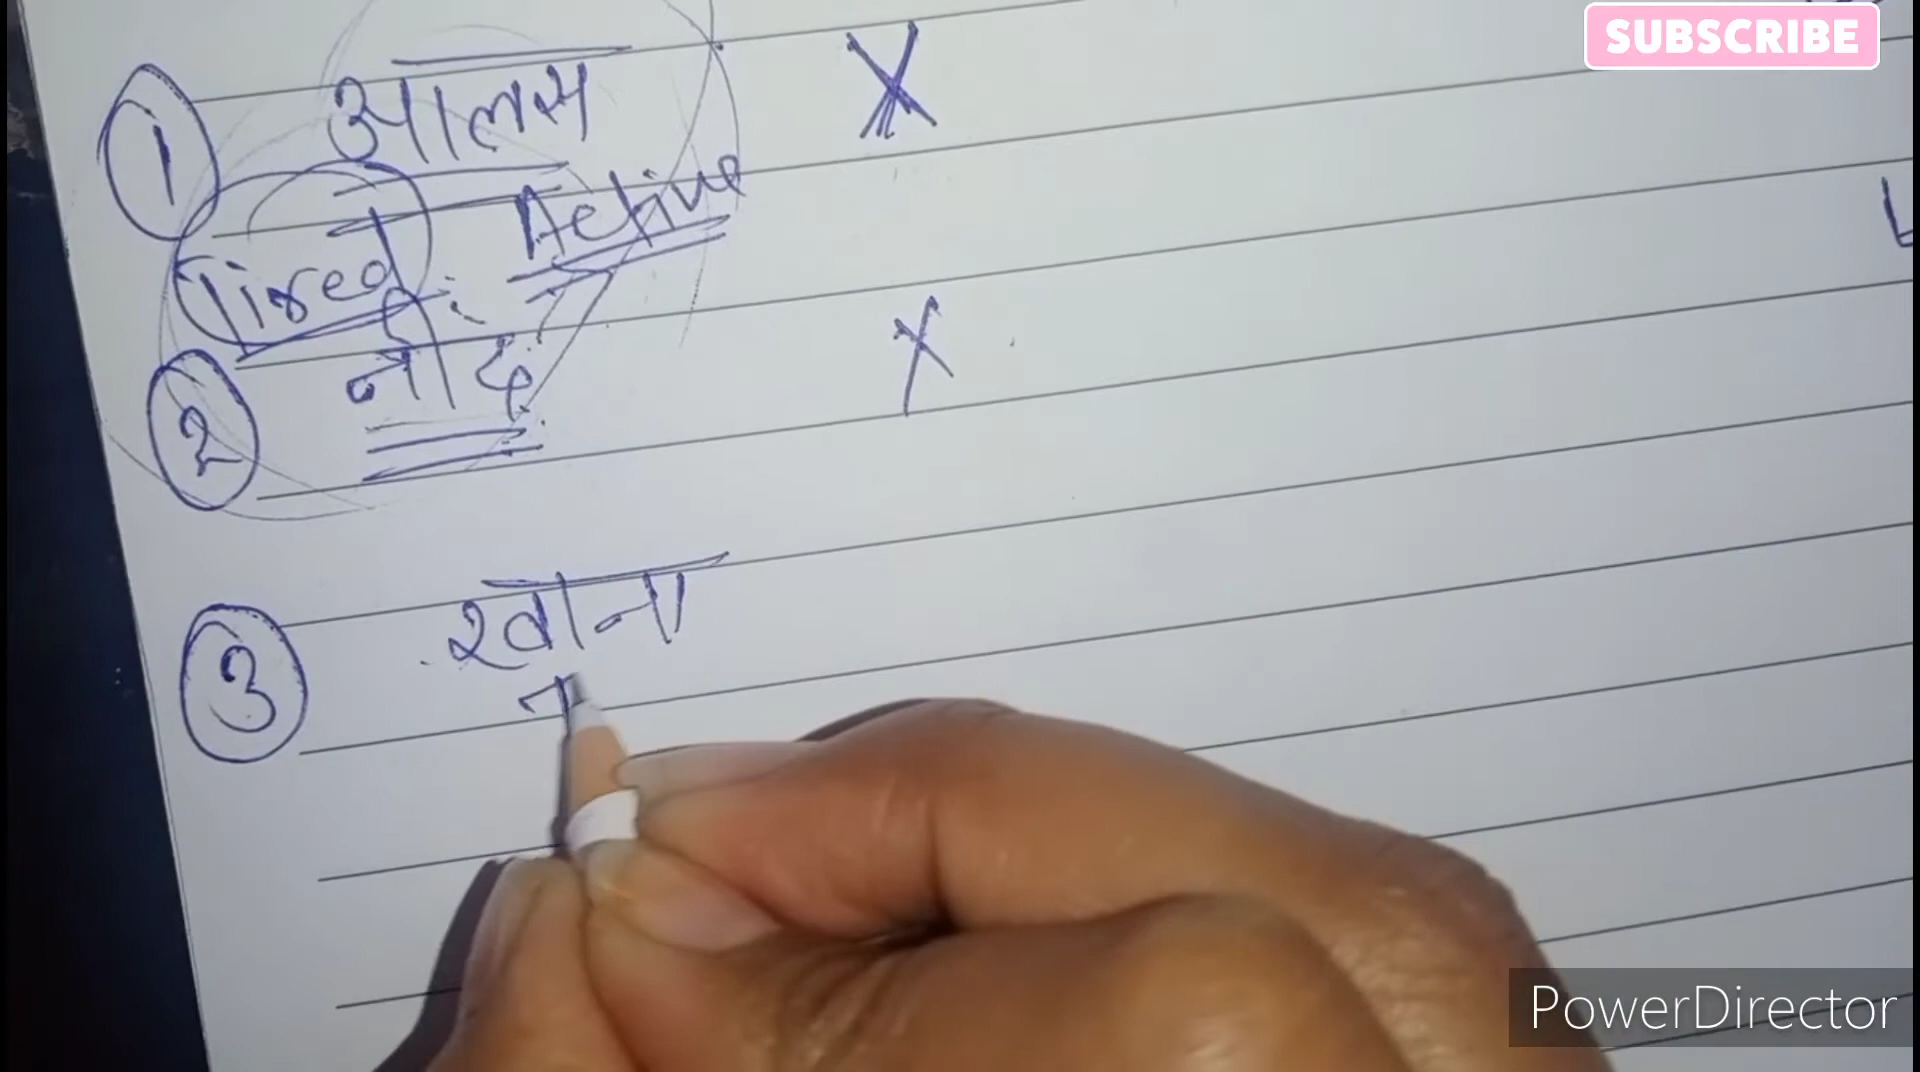 SUBSCRIBE
1 आलस X
Tired : Active
2 नींद X
3 खाना
PowerDirector